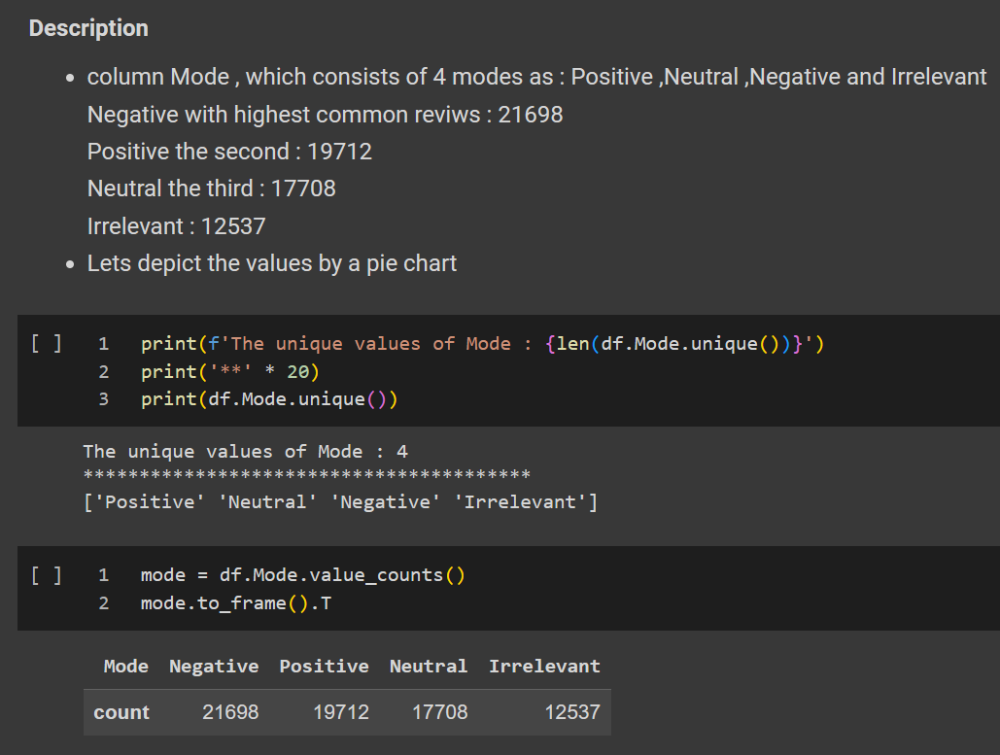 Description
• column Mode , which consists of 4 modes as : Positive ,Neutral ,Negative and Irrelevant
Negative with highest common reviws : 21698
Positive the second : 19712
Neutral the third : 17708
Irrelevant : 12537
• Lets depict the values by a pie chart
[ ] 1 print(f'The unique values of Mode : {len(df.Mode.unique())}')
2 print('**' * 20)
3 print(df.Mode.unique())
The unique values of Mode : 4
****************************************
['Positive' 'Neutral' 'Negative' 'Irrelevant']
[ ] 1 mode = df.Mode.value_counts()
2 mode.to_frame().T
Mode Negative Positive Neutral Irrelevant
count 21698 19712 17708 12537